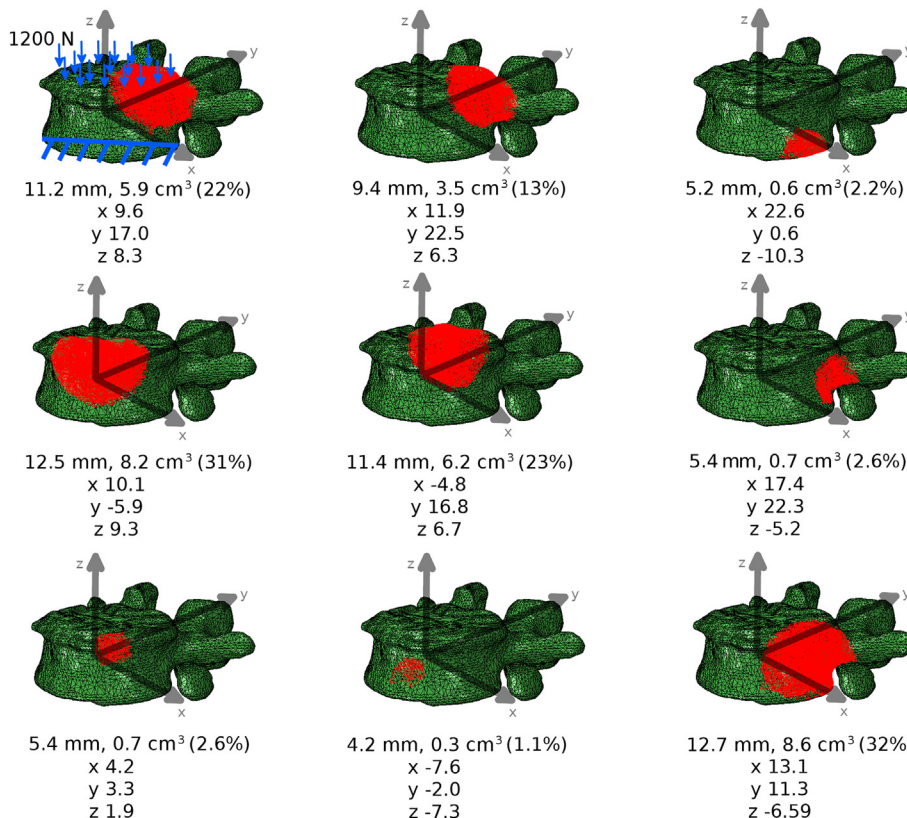 1200 N
z
y
x
11.2 mm, 5.9 cm³ (22%)
x 9.6
y 17.0
z 8.3
z
y
x
9.4 mm, 3.5 cm³ (13%)
x 11.9
y 22.5
z 6.3
z
y
x
5.2 mm, 0.6 cm³ (2.2%)
x 22.6
y 0.6
z -10.3
z
y
x
12.5 mm, 8.2 cm³ (31%)
x 10.1
y -5.9
z 9.3
z
y
x
11.4 mm, 6.2 cm³ (23%)
x -4.8
y 16.8
z 6.7
z
y
x
5.4 mm, 0.7 cm³ (2.6%)
x 17.4
y 22.3
z -5.2
z
y
x
5.4 mm, 0.7 cm³ (2.6%)
x 4.2
y 3.3
z 1.9
z
y
x
4.2 mm, 0.3 cm³ (1.1%)
x -7.6
y -2.0
z -7.3
z
y
x
12.7 mm, 8.6 cm³ (32%
x 13.1
y 11.3
z -6.59